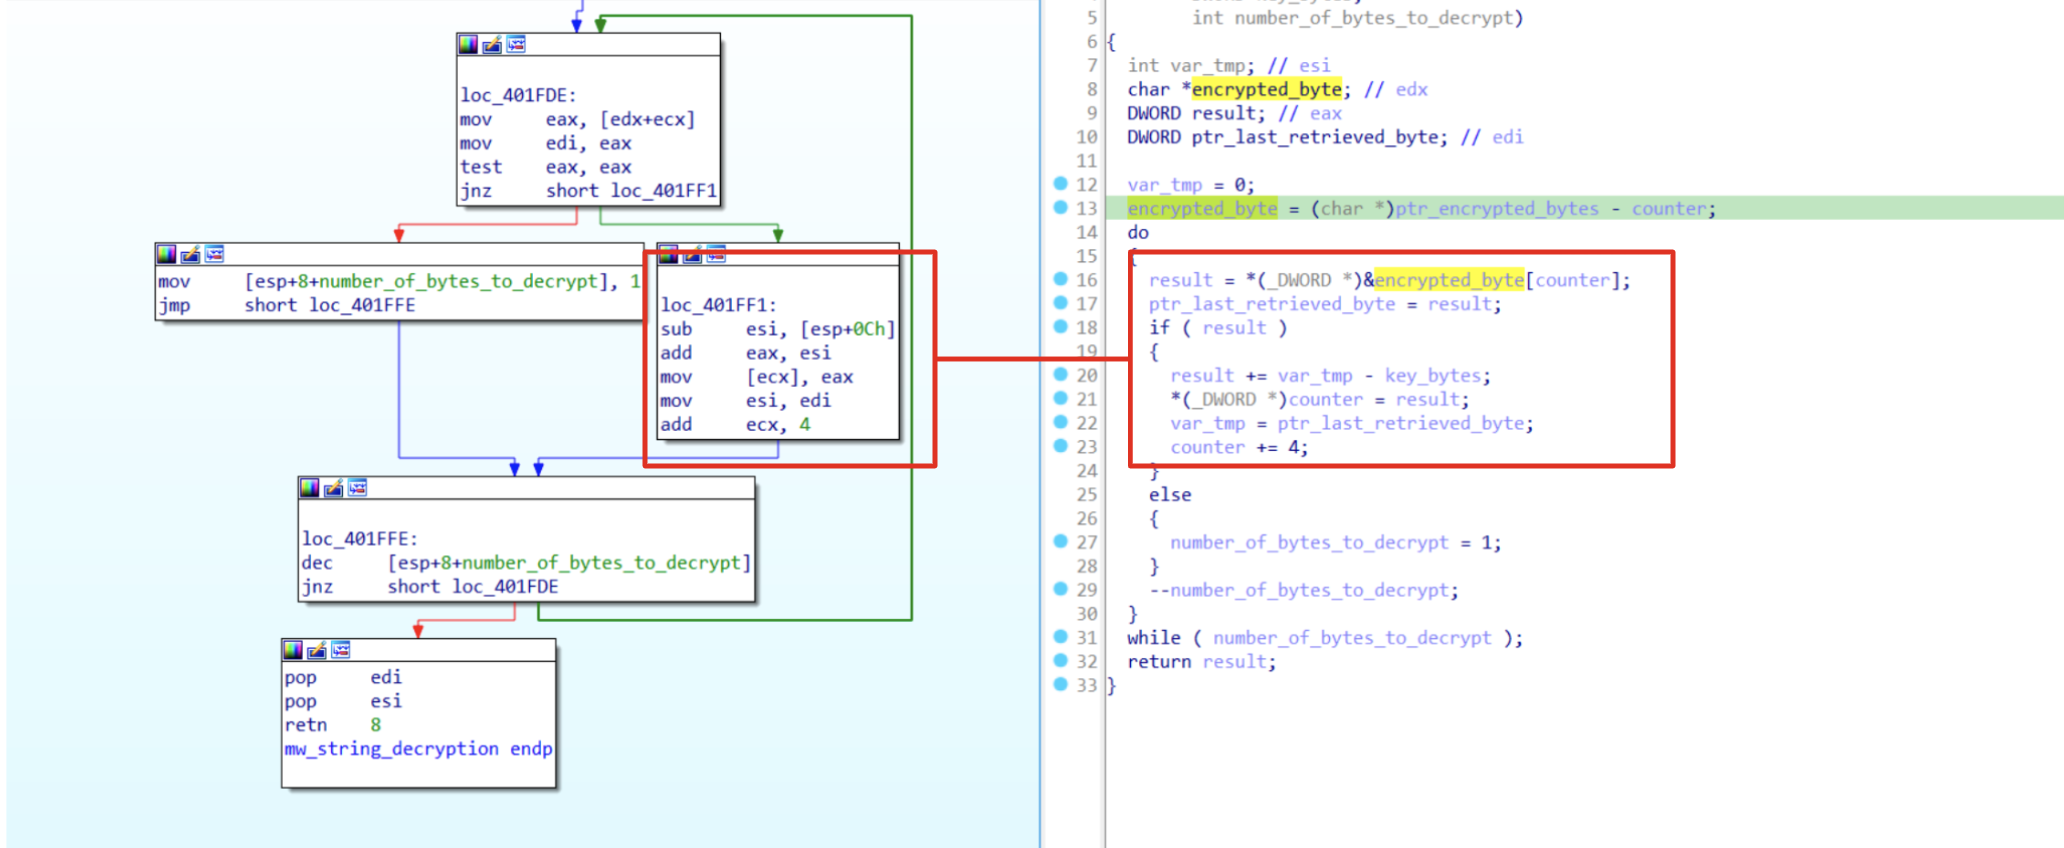 loc_401FDE:
mov eax, [edx+ecx]
mov edi, eax
test eax, eax
jnz short loc_401FF1
mov [esp+8+number_of_bytes_to_decrypt], 1
jmp short loc_401FFE
loc_401FF1:
sub esi, [esp+0Ch]
add eax, esi
mov [ecx], eax
mov esi, edi
add ecx, 4
loc_401FFE:
dec [esp+8+number_of_bytes_to_decrypt]
jnz short loc_401FDE
pop edi
pop esi
retn 8
mw_string_decryption endp
5 int number_of_bytes_to_decrypt)
6 {
7 int var_tmp; // esi
8 char *encrypted_byte; // edx
9 DWORD result; // eax
10 DWORD ptr_last_retrieved_byte; // edi
11
12 var_tmp = 0;
13 encrypted_byte = (char *)ptr_encrypted_bytes - counter;
14 do
15 {
16 result = *(_DWORD *)&encrypted_byte[counter];
17 ptr_last_retrieved_byte = result;
18 if ( result )
19 {
20 result += var_tmp - key_bytes;
21 *(_DWORD *)counter = result;
22 var_tmp = ptr_last_retrieved_byte;
23 counter += 4;
24 }
25 else
26 {
27 number_of_bytes_to_decrypt = 1;
28 }
29 --number_of_bytes_to_decrypt;
30 }
31 while ( number_of_bytes_to_decrypt );
32 return result;
33 }